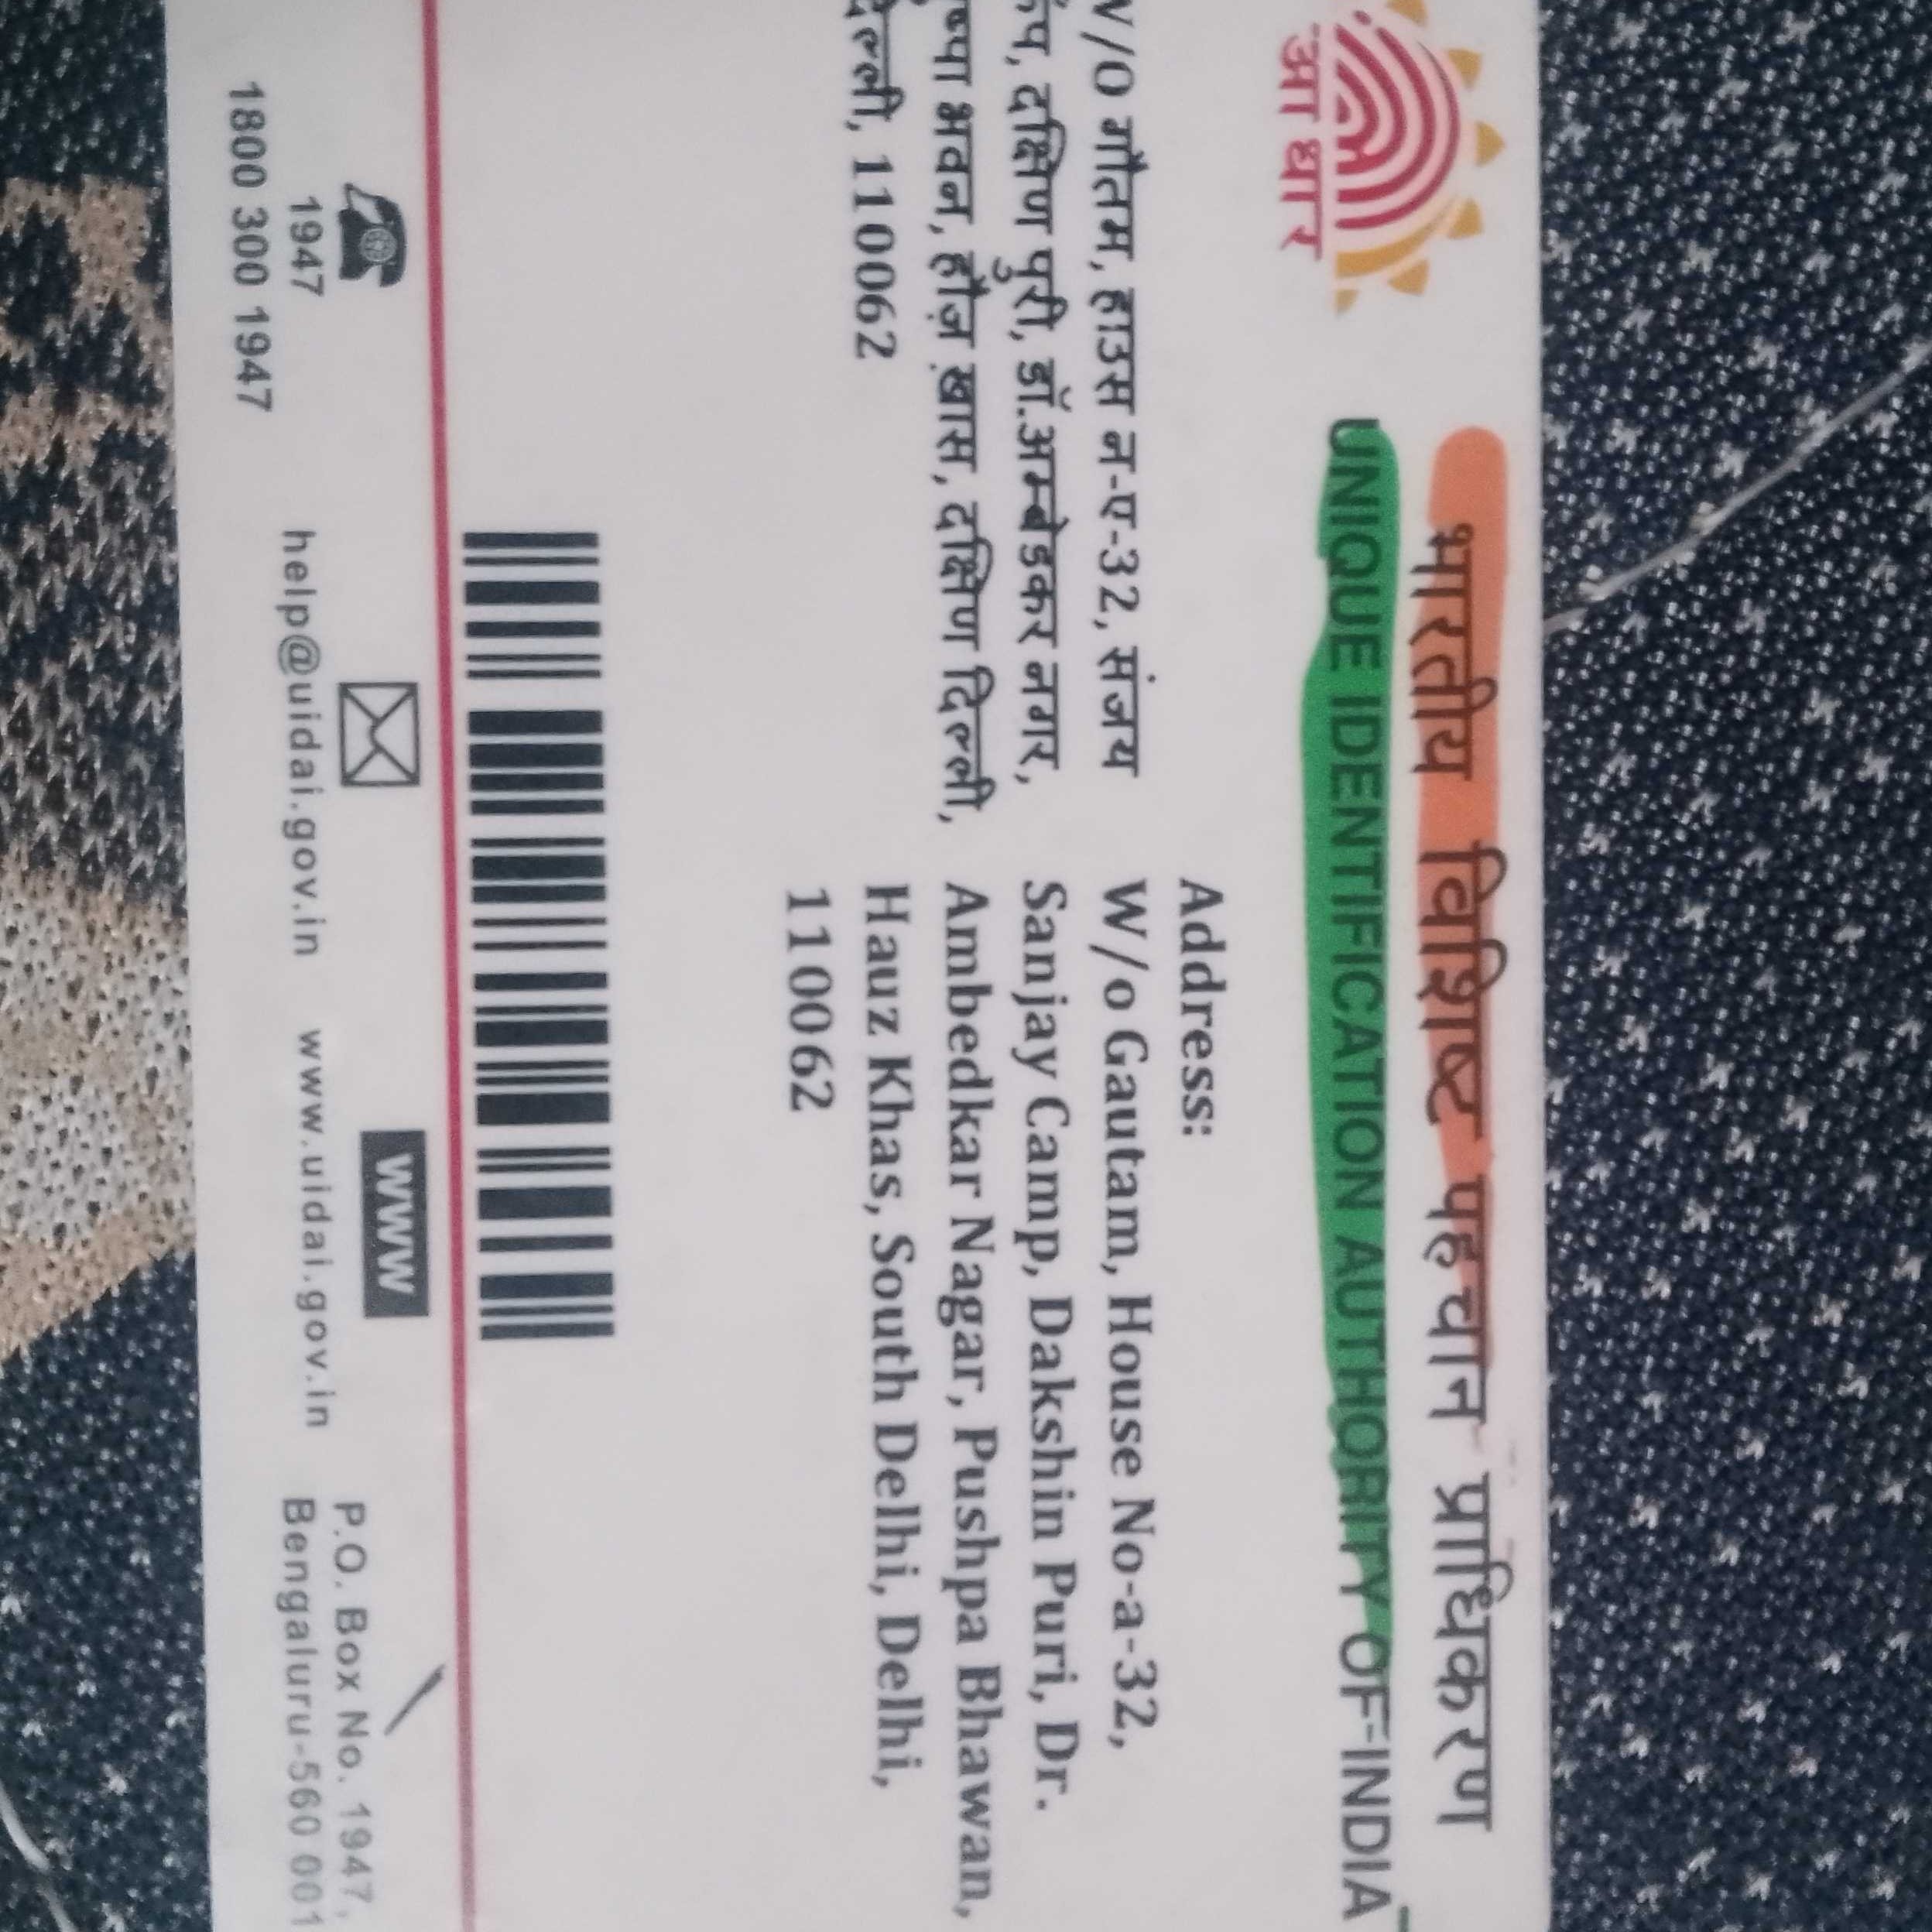 आधार
भारतीय विशिष्ट पहचान प्राधिकरण
UNIQUE IDENTIFICATION AUTHORITY OF INDIA
W/O गौतम, हाउस न-ए-32, संजय
दक्षिण पुरी, डॉ.अम्बेडकर नगर,
भवन, हौज़ ख़ास, दक्षिण दिल्ली,
दिल्ली, 110062
Address:
W/o Gautam, House No-a-32,
Sanjay Camp, Dakshin Puri, Dr.
Ambedkar Nagar, Pushpa Bhawan,
Hauz Khas, South Delhi, Delhi,
110062
1947
1800 300 1947
help@uidai.gov.in
WWW
www.uidai.gov.in
P.O. Box No. 1947,
Bengaluru-560 001